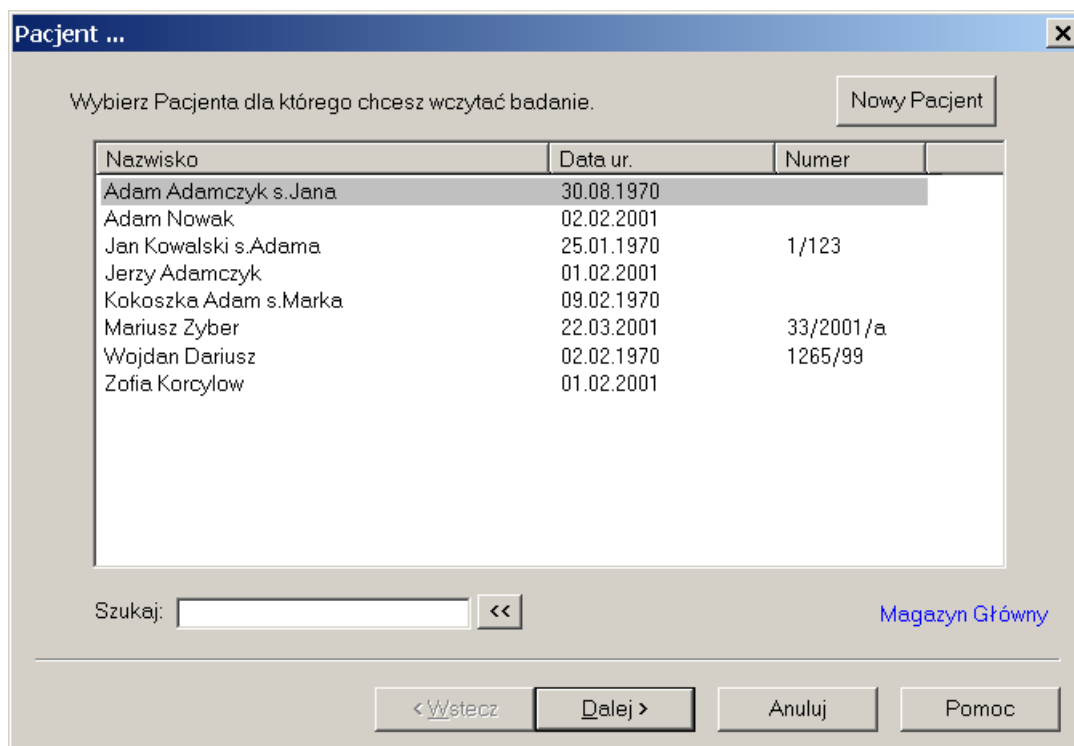 Pacjent ...
Wybierz Pacjenta dla którego chcesz wczytać badanie.
Nowy Pacjent
Nazwisko Data ur. Numer
Adam Adamczyk s.Jana 30.08.1970
Adam Nowak 02.02.2001
Jan Kowalski s.Adama 25.01.1970 1/123
Jerzy Adamczyk 01.02.2001
Kokoszka Adam s.Marka 09.02.1970
Mariusz Zyber 22.03.2001 33/2001/a
Wojdan Dariusz 02.02.1970 1265/99
Zofia Korcylow 01.02.2001
Szukaj: <<
Magazyn Główny
< Wstecz Dalej > Anuluj Pomoc